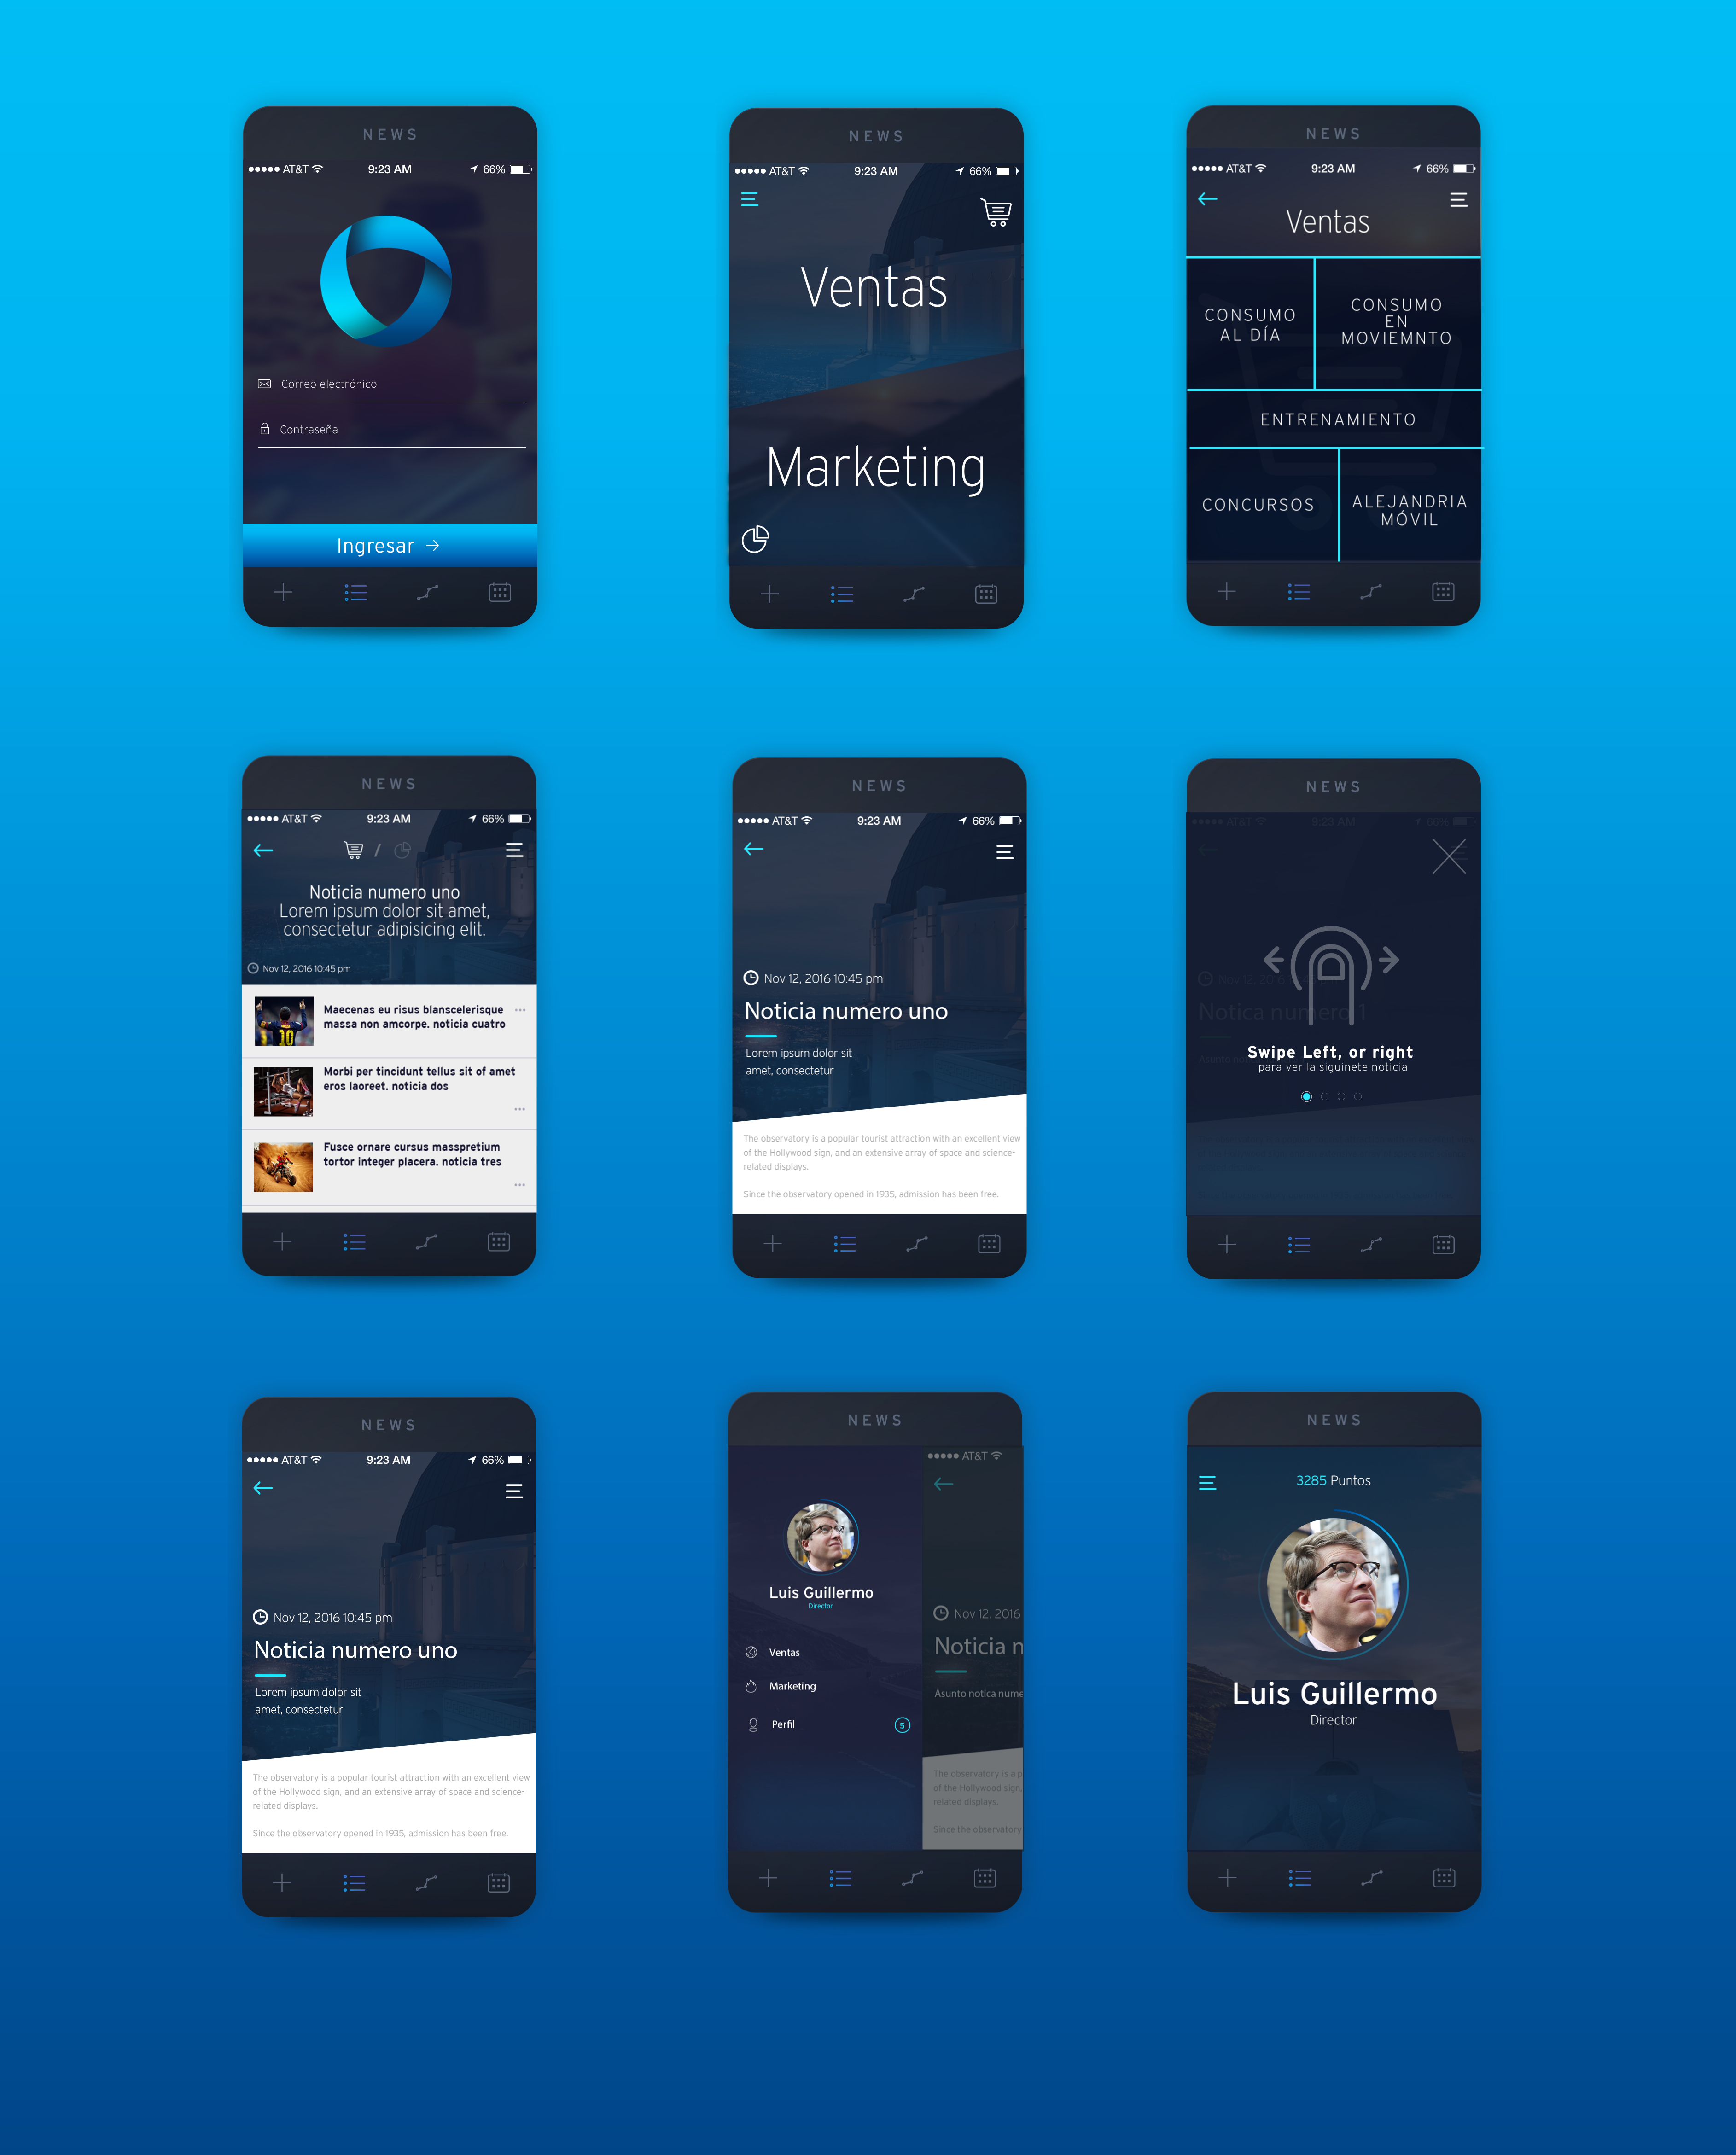 NEWS
AT&T 9:23 AM 66%
Correo electrónico
Contraseña
Ingresar
NEWS
AT&T 9:23 AM 66%
Ventas
Marketing
NEWS
AT&T 9:23 AM 66%
Ventas
CONSUMO
AL DÍA
CONSUMO
EN
MOVIEMNTO
ENTRENAMIENTO
CONCURSOS
ALEJANDRIA
MÓVIL
NEWS
AT&T 9:23 AM 66%
/
Noticia numero uno
Lorem ipsum dolor sit amet,
consectetur adipisicing elit.
Nov 12, 2016 10:45 pm
10
Maecenas eu risus blanscelerisque
massa non amcorpe. noticia cuatro
Morbi per tincidunt tellus sit of amet
eros laoreet. noticia dos
Fusce ornare cursus masspretium
tortor integer placera. noticia tres
NEWS
AT&T 9:23 AM 66%
Nov 12, 2016 10:45 pm
Noticia numero uno
Lorem ipsum dolor sit
amet, consectetur
The observatory is a popular tourist attraction with an excellent view
of the Hollywood sign, and an extensive array of space and science-
related displays.
Since the observatory opened in 1935, admission has been free.
NEWS
AT&T 9:23 AM 66%
Nov 12, 2016
Notica numero 1
Swipe Left, or right
para ver la siguinete noticia
NEWS
AT&T 9:23 AM 66%
Nov 12, 2016 10:45 pm
Noticia numero uno
Lorem ipsum dolor sit
amet, consectetur
The observatory is a popular tourist attraction with an excellent view
of the Hollywood sign, and an extensive array of space and science-
related displays.
Since the observatory opened in 1935, admission has been free.
NEWS
Luis Guillermo
Director
Ventas
Marketing
Perfil 5
AT&T
Nov 12, 2016
Noticia n
Asunto notica nume
The observatory is a p
of the Hollywood sign,
related displays.
Since the observatory
NEWS
3285 Puntos
Luis Guillermo
Director